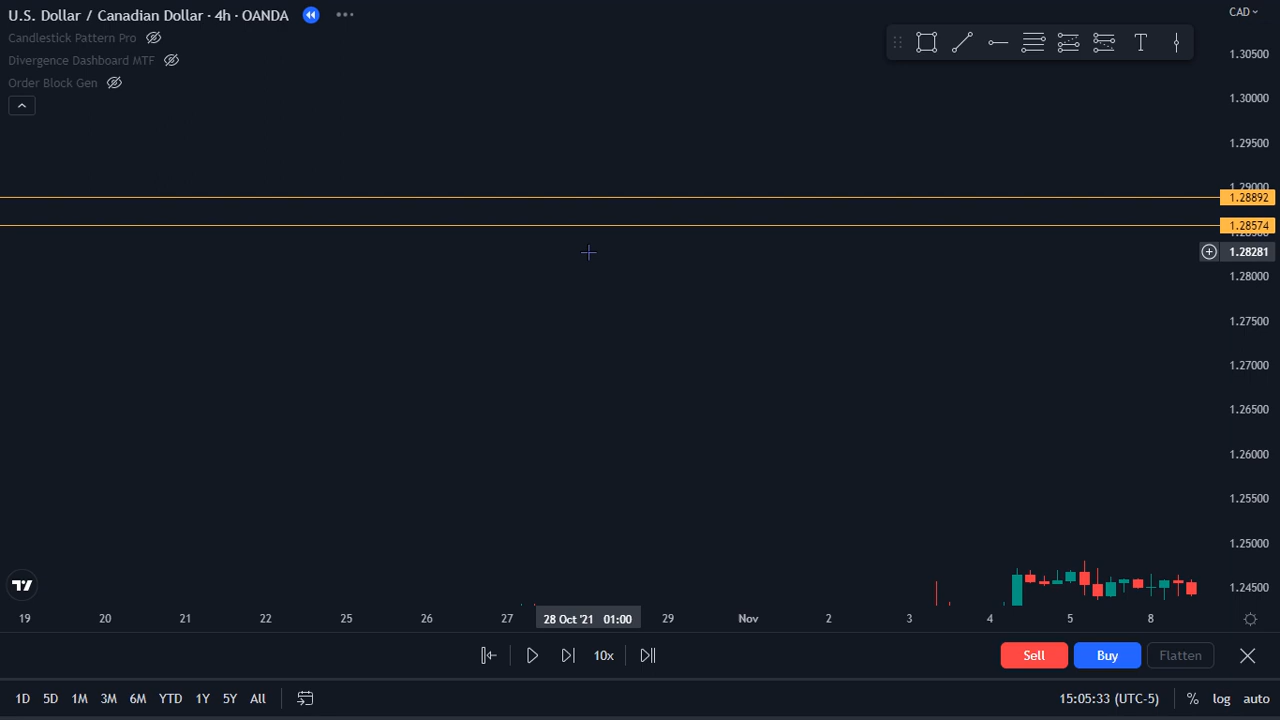 U.S. Dollar / Canadian Dollar · 4h · OANDA
CAD
Candlestick Pattern Pro
Divergence Dashboard MTF
Order Block Gen
1.30500
1.30000
1.29500
1.29000
1.28892
1.28574
1.28500
1.28281
1.28000
1.27500
1.27000
1.26500
1.26000
1.25500
1.25000
1.24500
19 20 21 22 25 26 27 28 Oct '21 01:00 29 Nov 2 3 4 5 8
10x Sell Buy Flatten
1D 5D 1M 3M 6M YTD 1Y 5Y All 15:05:33 (UTC-5) % log auto